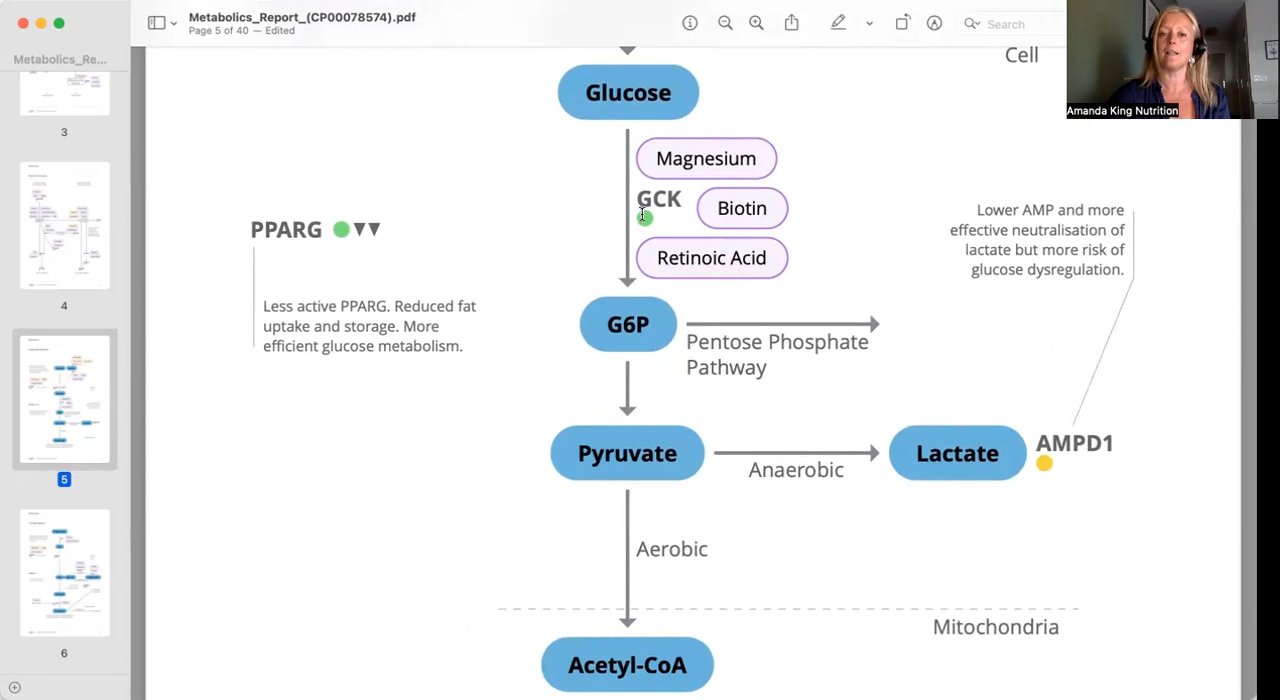 Metabolics_Report_(CP00078574).pdf
Page 5 of 40 — Edited
Search
Metabolics_Re...
3
4
5
6
Amanda King Nutrition
Cell
Glucose
Magnesium
GCK
Biotin
Retinoic Acid
PPARG
Less active PPARG. Reduced fat
uptake and storage. More
efficient glucose metabolism.
Lower AMP and more
effective neutralisation of
lactate but more risk of
glucose dysregulation.
G6P
Pentose Phosphate
Pathway
Pyruvate
Anaerobic
Lactate
AMPD1
Aerobic
Mitochondria
Acetyl-CoA